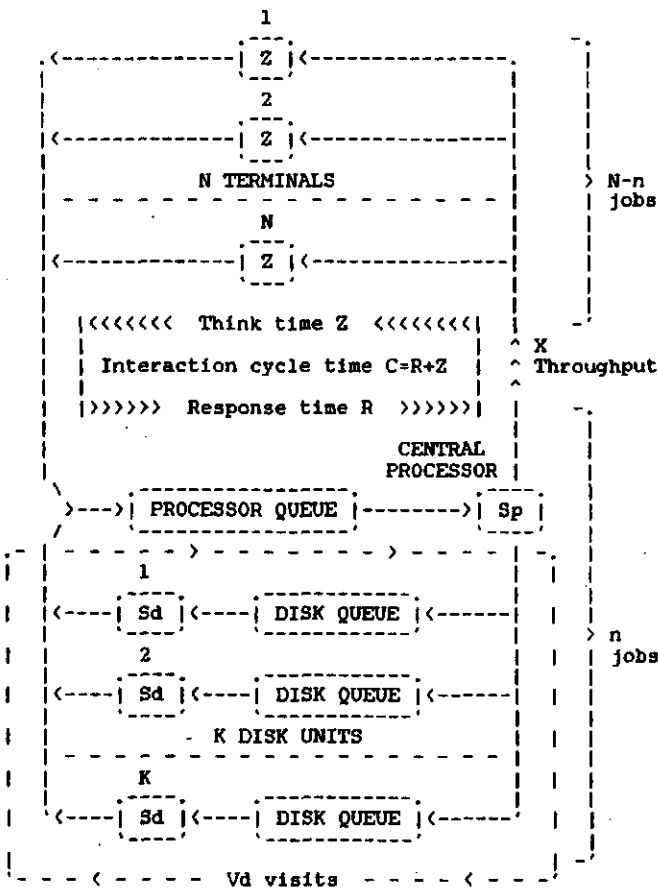 1
Z
2
Z
N TERMINALS
N-n
jobs
N
Z
Think time Z
X
Interaction cycle time C=R+Z
Throughput
Response time R
CENTRAL
PROCESSOR
PROCESSOR QUEUE
Sp
1
Sd
DISK QUEUE
n
jobs
2
Sd
DISK QUEUE
K DISK UNITS
K
Sd
DISK QUEUE
Vd visits